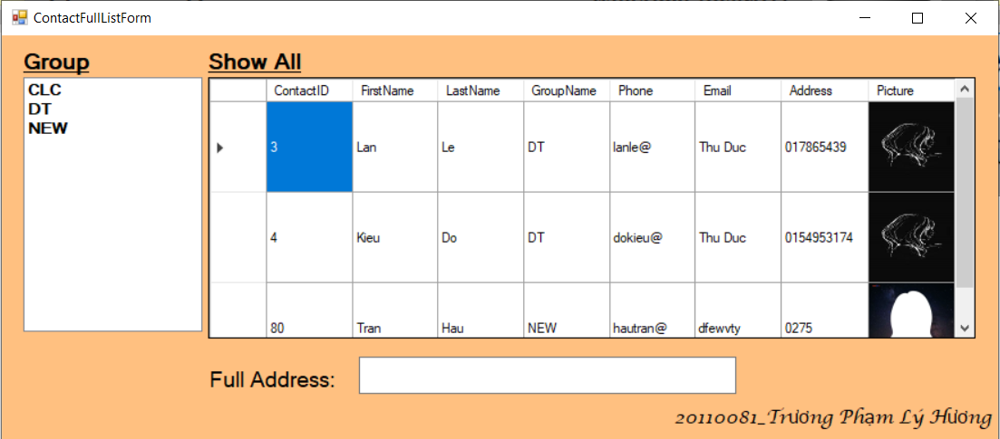 ContactFullListForm
Group
Show All
CLC
DT
NEW
ContactID FirstName LastName GroupName Phone Email Address Picture
3 Lan Le DT lanle@ Thu Duc 017865439
4 Kieu Do DT dokieu@ Thu Duc 0154953174
80 Tran Hau NEW hautran@ dfewvty 0275
Full Address:
20110081_Trương Phạm Lý Hương